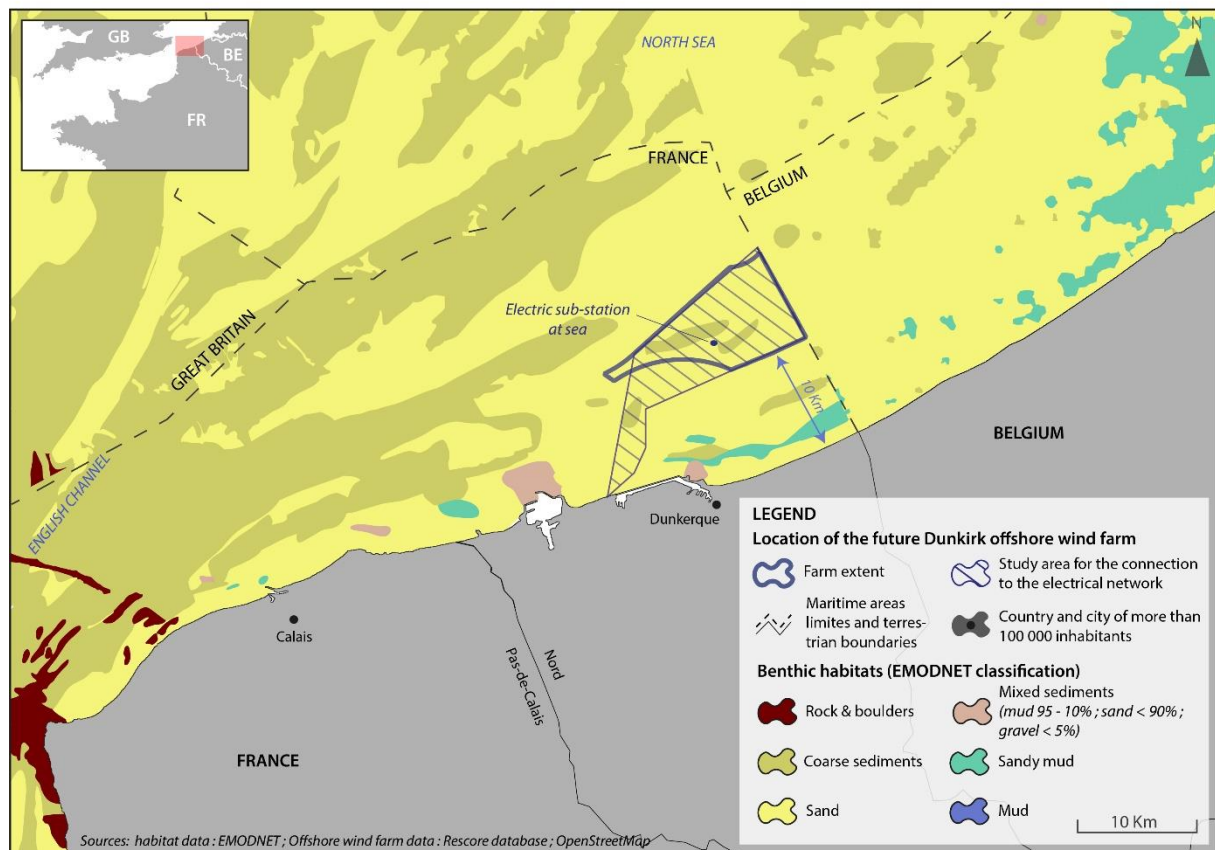 GB
BE
FR
NORTH SEA
N
FRANCE
BELGIUM
Electric sub-station
at sea
GREAT BRITAIN
10 Km
BELGIUM
ENGLISH CHANNEL
Dunkerque
Calais
Nord
Pas-de-Calais
FRANCE
LEGEND
Location of the future Dunkirk offshore wind farm
Farm extent
Study area for the connection
to the electrical network
Maritime areas
limites and terres-
trian boundaries
Country and city of more than
100 000 inhabitants
Benthic habitats (EMODNET classification)
Rock & boulders
Mixed sediments
(mud 95 - 10% ; sand < 90% ;
gravel < 5%)
Coarse sediments
Sandy mud
Sand
Mud
10 Km
Sources: habitat data : EMODNET ; Offshore wind farm data : Rescore database ; OpenStreetMap